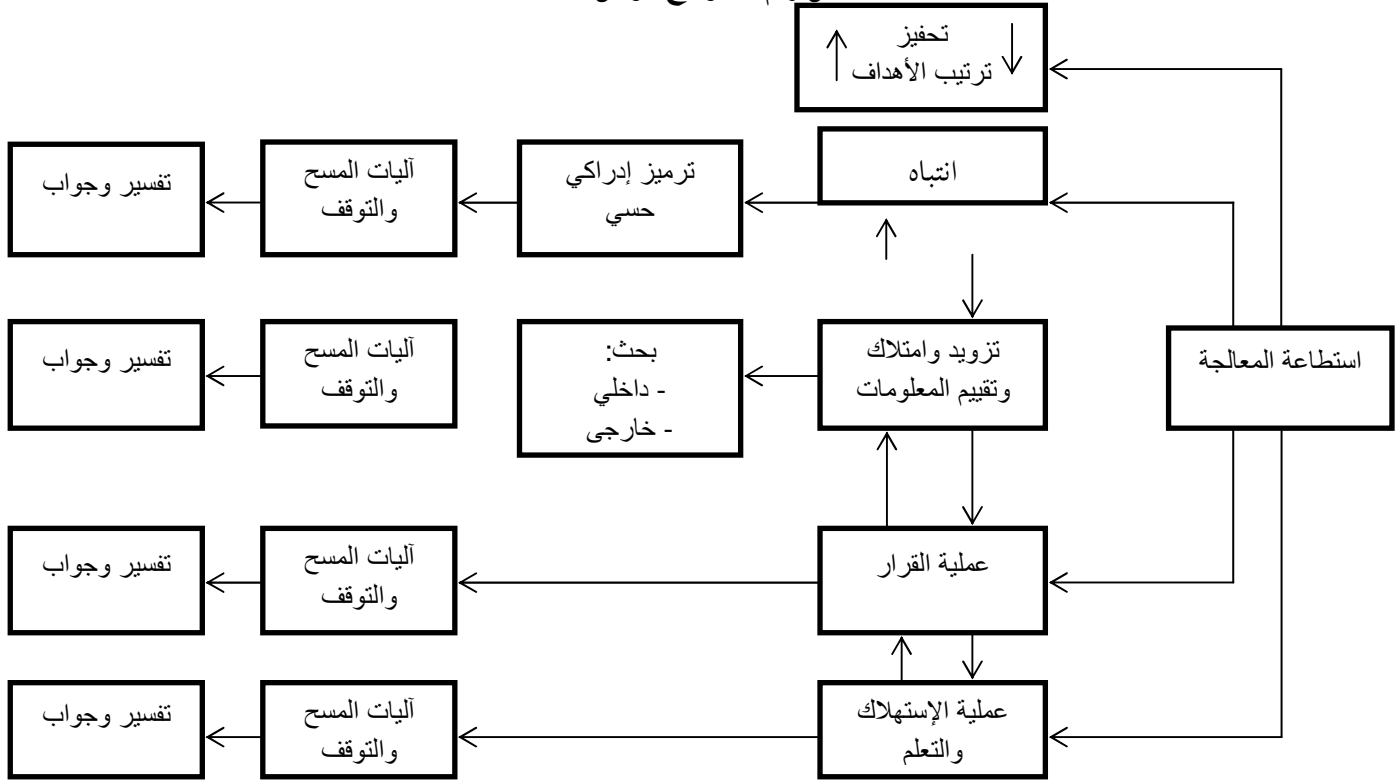 تحفيز
ترتيب الأهداف
انتباه
ترميز إدراكي
حسي
آليات المسح
والتوقف
تفسير وجواب
استطاعة المعالجة
تزويد وامتلاك
وتقييم المعلومات
بحث:
- داخلي
- خارجى
آليات المسح
والتوقف
تفسير وجواب
عملية القرار
آليات المسح
والتوقف
تفسير وجواب
عملية الإستهلاك
والتعلم
آليات المسح
والتوقف
تفسير وجواب